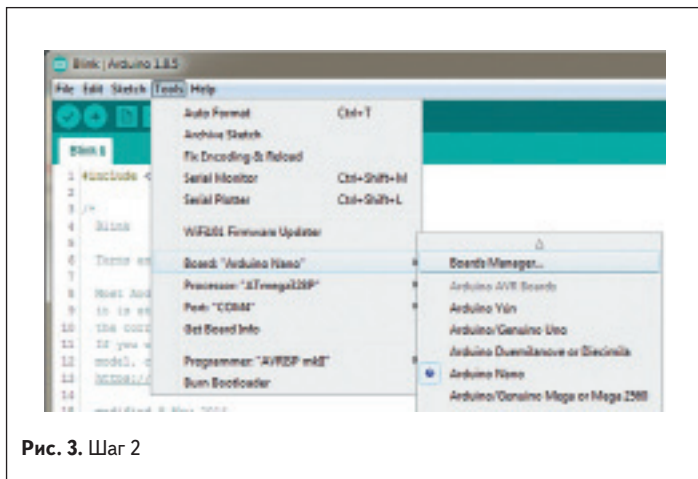 Blink | Arduino 1.8.5
File Edit Sketch Tools Help
Auto Format Ctrl+T
Archive Sketch
Fix Encoding & Reload
Serial Monitor Ctrl+Shift+M
Serial Plotter Ctrl+Shift+L
WiFi101 Firmware Updater
Board: "Arduino Nano"
Processor: "ATmega328P"
Port: "COM4"
Get Board Info
Programmer: "AVRISP mkII"
Burn Bootloader
Boards Manager...
Arduino AVR Boards
Arduino Yún
Arduino/Genuino Uno
Arduino Duemilanove or Diecimila
Arduino Nano
Arduino/Genuino Mega or Mega 2560
Blink §
1 #include <
2
3 /*
4 Blink
5
6 Turns on
7
8 Most Ard
9
10 the corr
11 If you w
12 model, c
13 https://
14
Рис. 3. Шаг 2